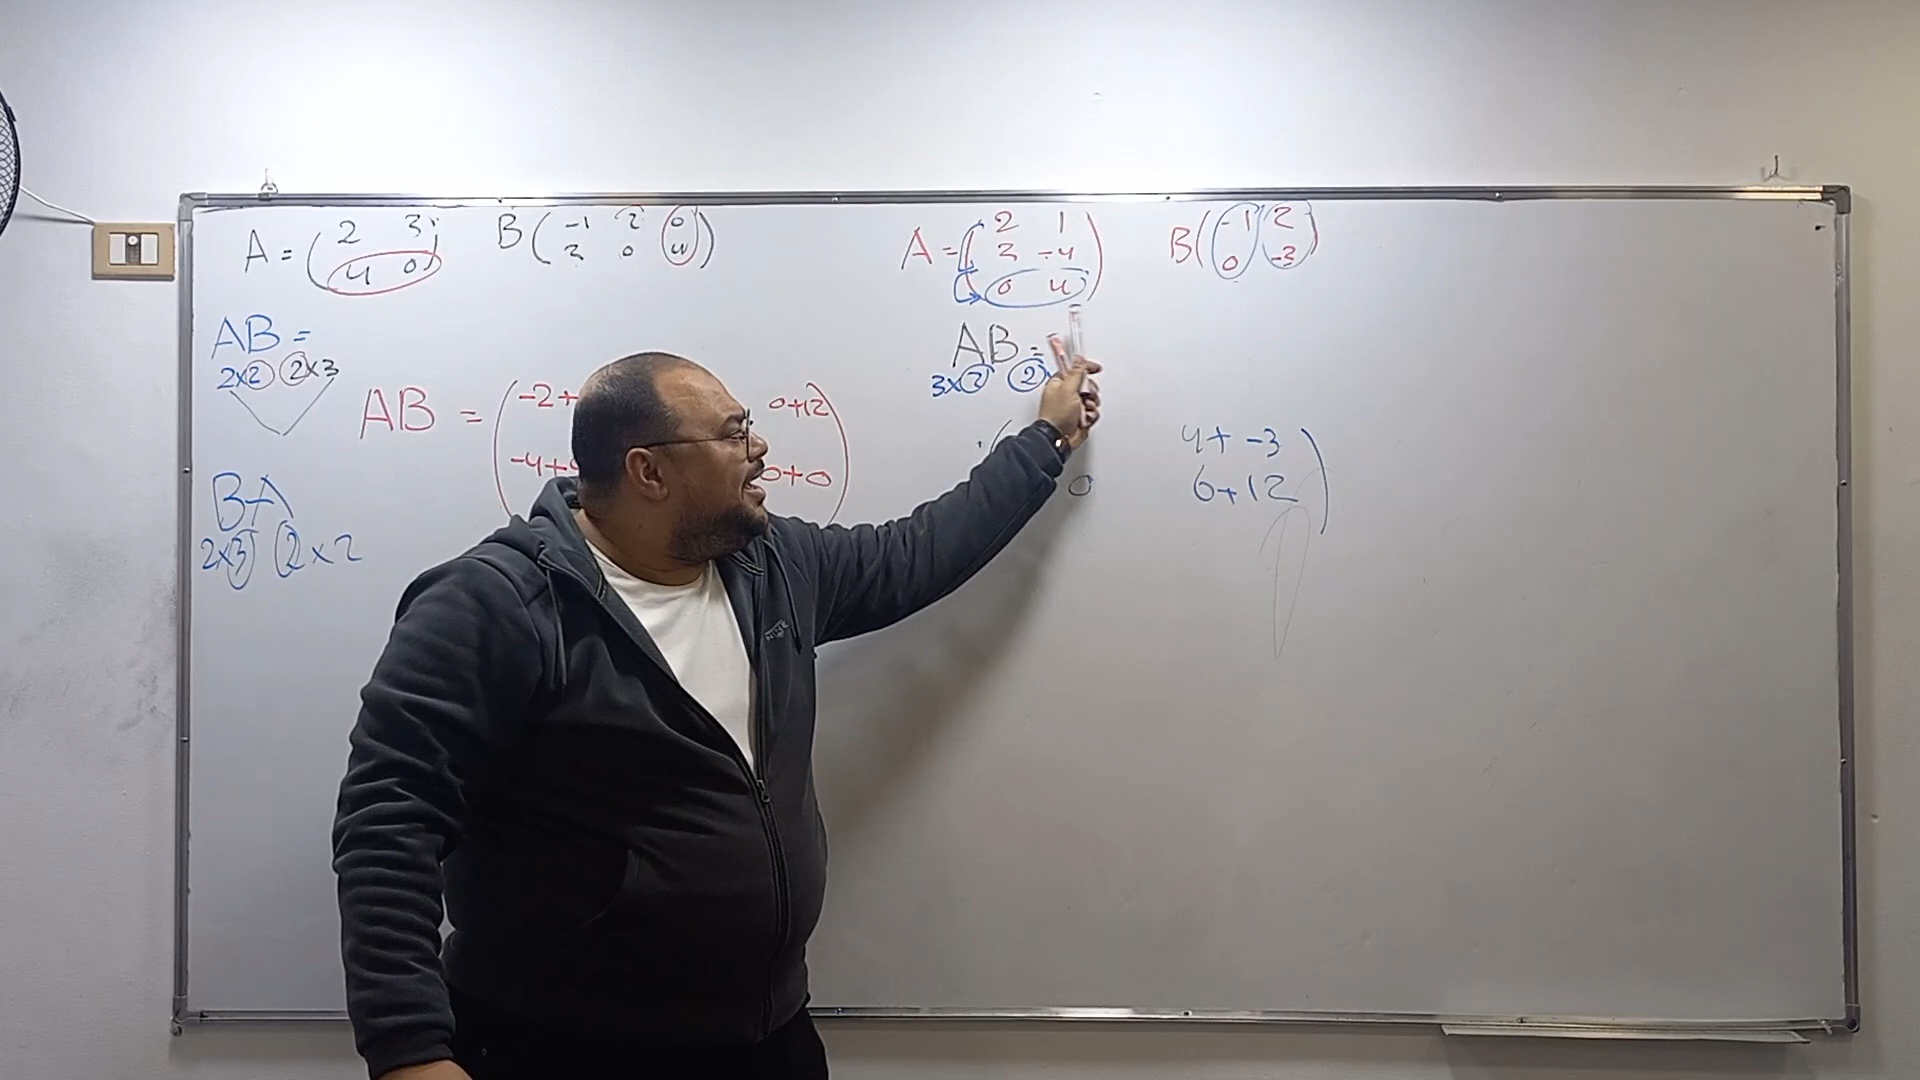 A = ( 2 3
4 0 )
B ( -1 2 0
3 0 4 )
AB =
2×2 2×3
AB = ( -2+ 0+12
-4+ 0+0 )
BA
2×3 2×2
A = ( 2 1
3 -4
0 4 )
B ( -1 2
0 -3 )
AB =
3×2 2×
( 4+ -3
0 6+12 )
NIKE